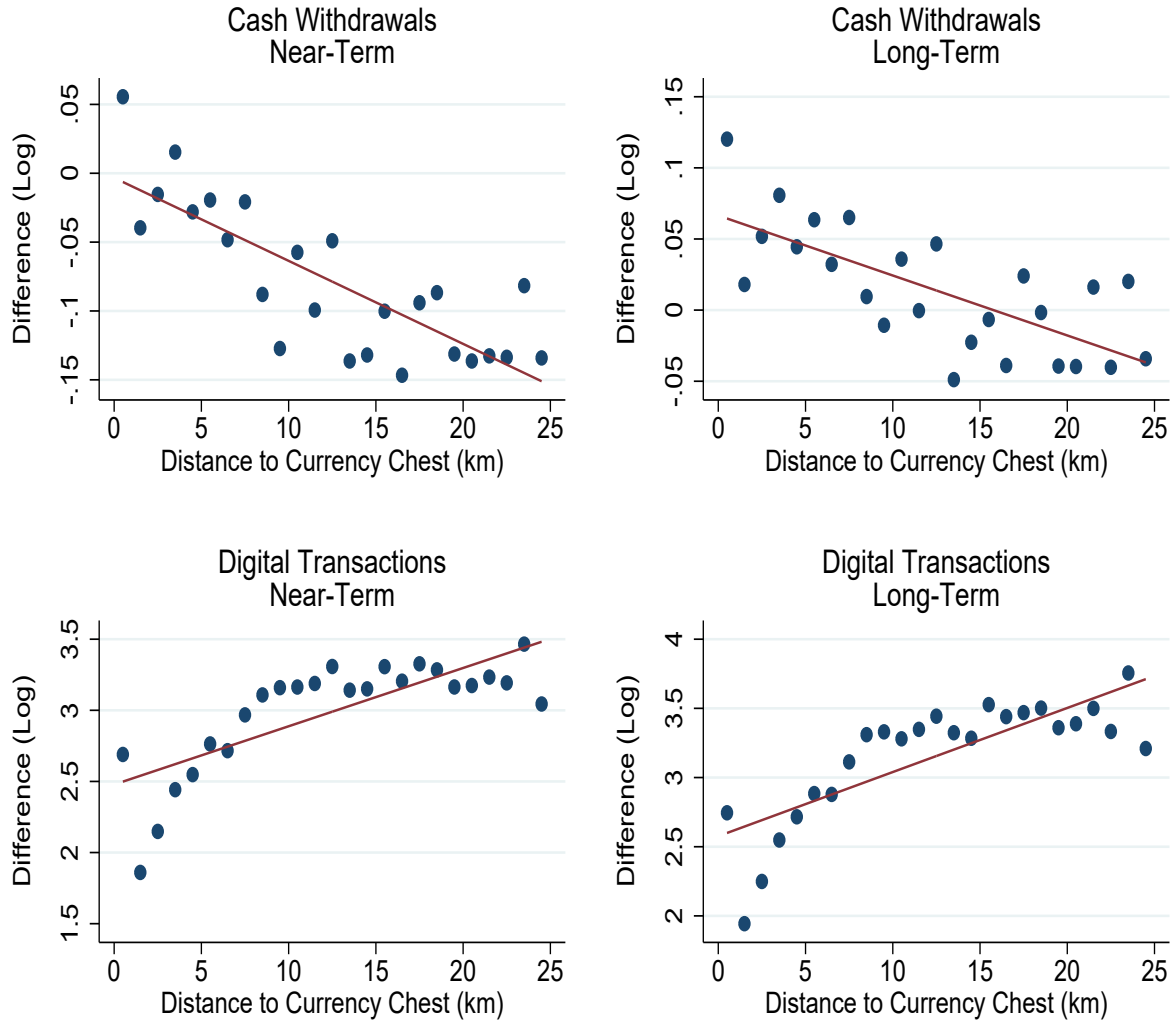 Cash Withdrawals
Near-Term
Difference (Log)
.05
0
-.05
-.1
-.15
0 5 10 15 20 25
Distance to Currency Chest (km)
Cash Withdrawals
Long-Term
Difference (Log)
.15
.1
.05
0
-.05
0 5 10 15 20 25
Distance to Currency Chest (km)
Digital Transactions
Near-Term
Difference (Log)
3.5
3
2.5
2
1.5
0 5 10 15 20 25
Distance to Currency Chest (km)
Digital Transactions
Long-Term
Difference (Log)
4
3.5
3
2.5
2
0 5 10 15 20 25
Distance to Currency Chest (km)